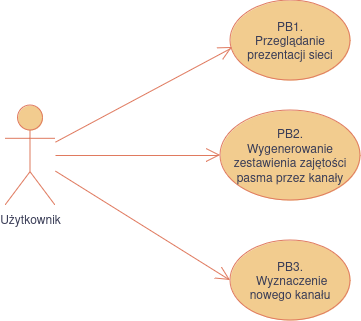 PB1.
Przeglądanie
prezentacji sieci
PB2.
Wygenerowanie
zestawienia zajętości
pasma przez kanały
Użytkownik
PB3.
Wyznaczenie
nowego kanału